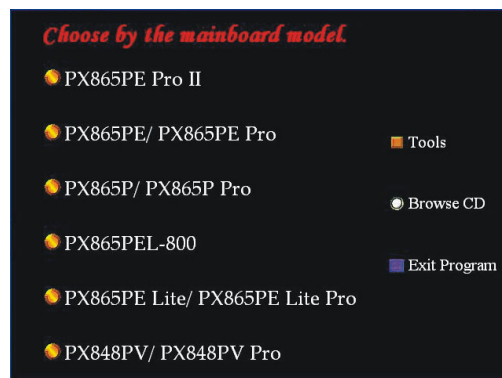 Choose by the mainboard model.
PX865PE Pro II
PX865PE/ PX865PE Pro
PX865P/ PX865P Pro
PX865PEL-800
PX865PE Lite/ PX865PE Lite Pro
PX848PV/ PX848PV Pro
Tools
Browse CD
Exit Program